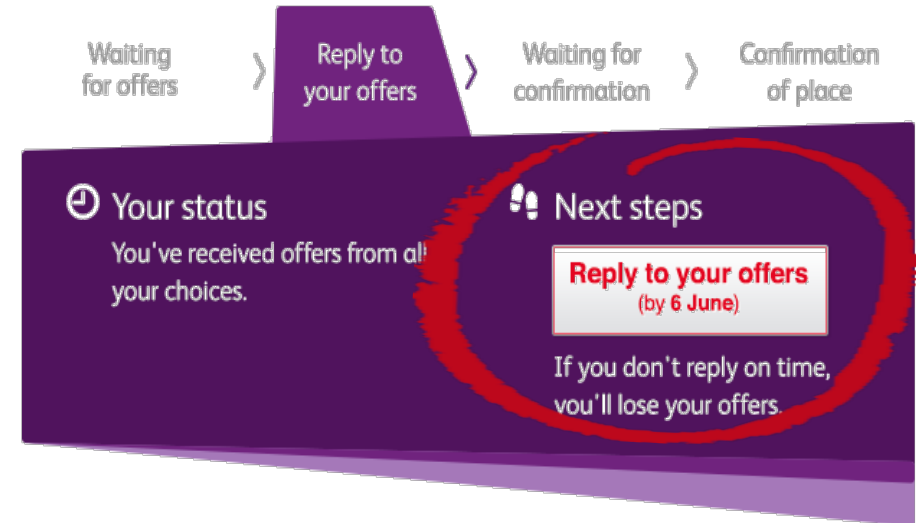 Waiting
for offers
Reply to
your offers
Waiting for
confirmation
Confirmation
of place
Your status
You've received offers from all
your choices.
Next steps
Reply to your offers
(by 6 June)
If you don't reply on time,
you'll lose your offers.